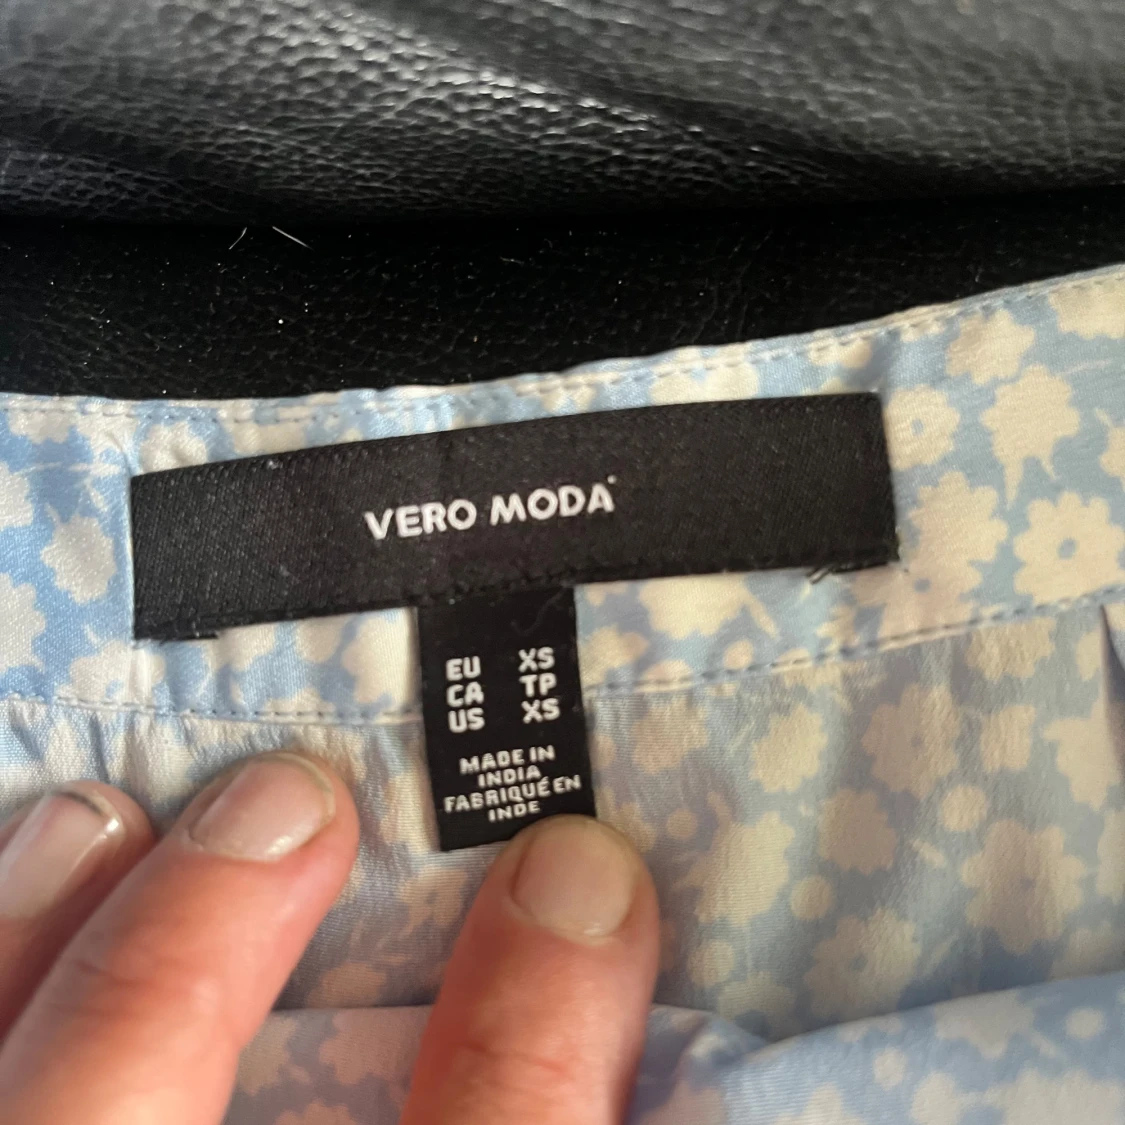 VERO MODA
EU XS
CA TP
US XS
MADE IN
INDIA
FABRIQUÉ EN
INDE